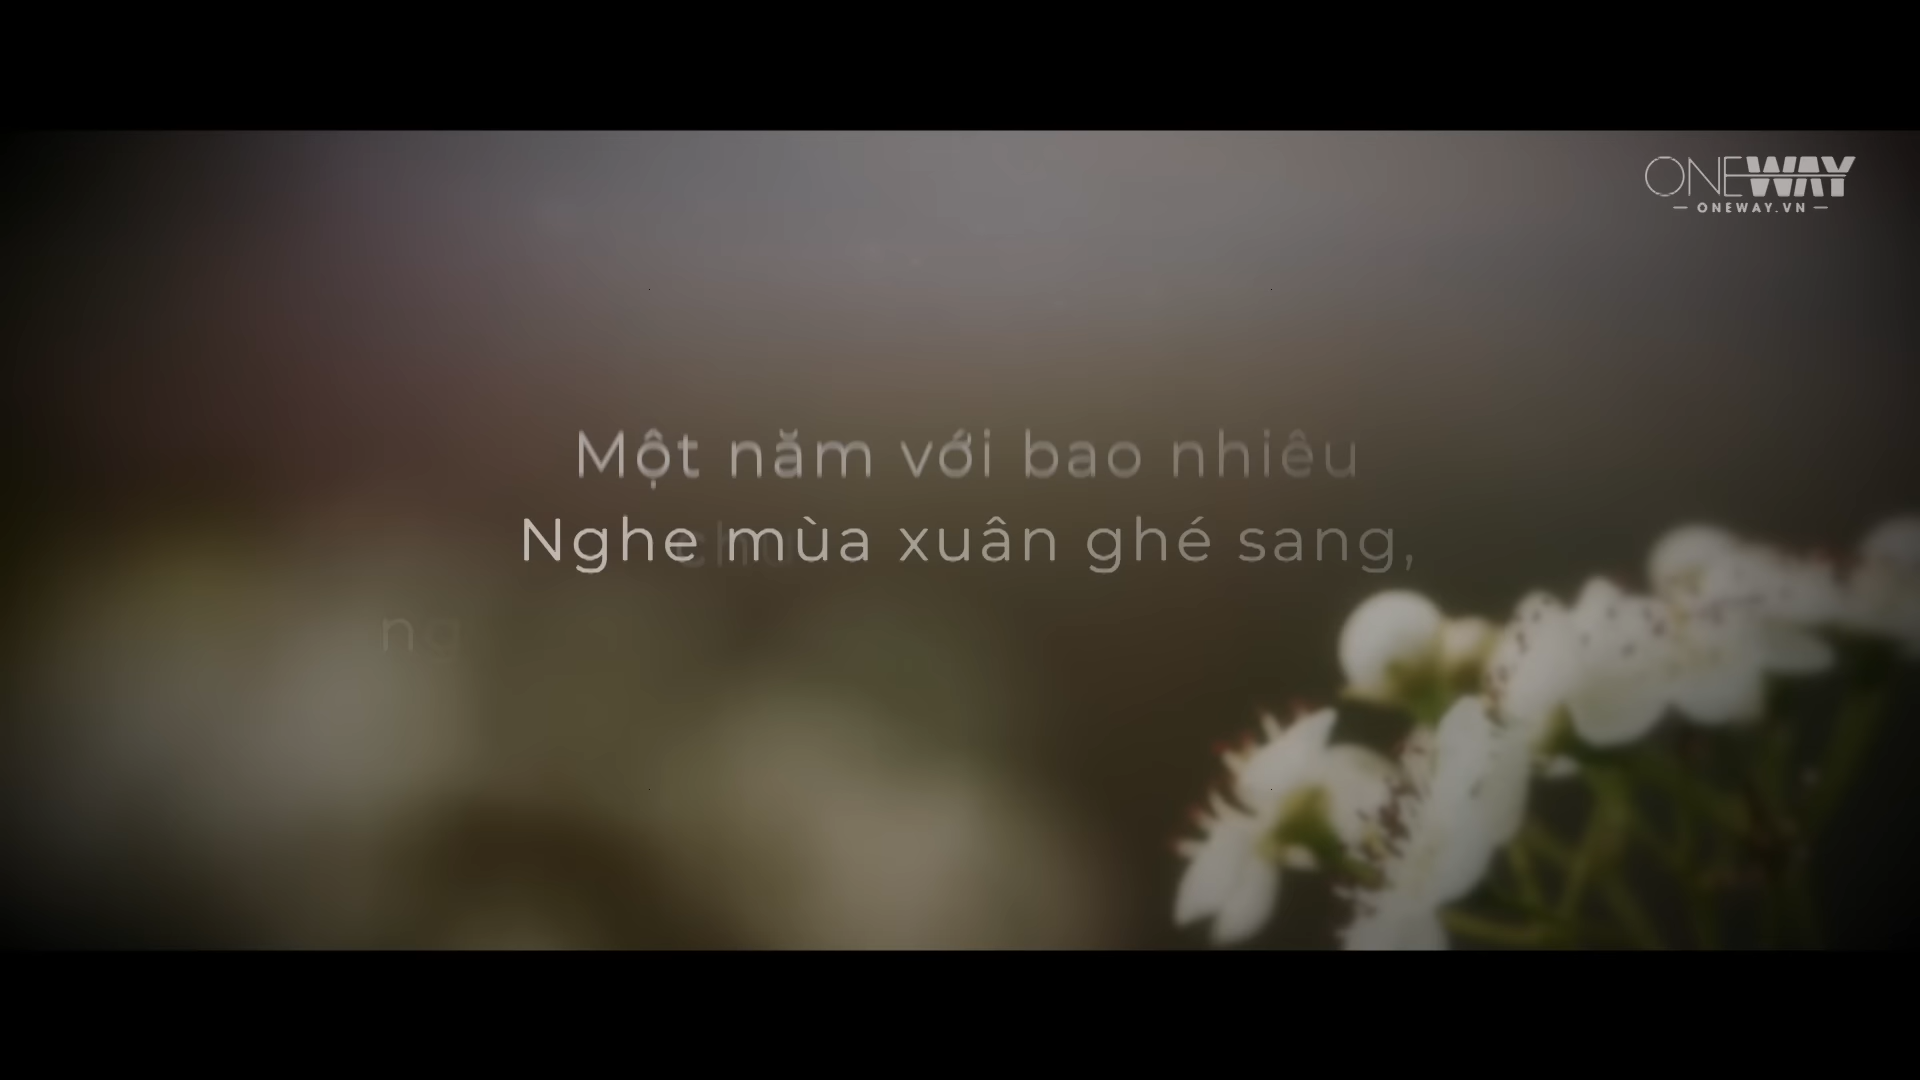 ONEWAY
ONEWAY.VN
Một năm với bao nhiêu
Nghe mùa xuân ghé sang,